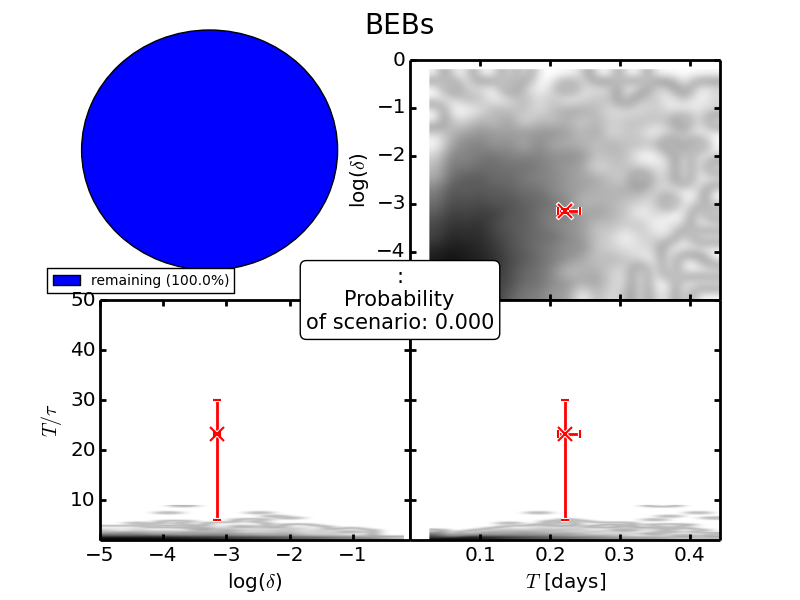 BEBs
0
−1
−2
−3
−4
log(δ)
remaining (100.0%)
:
Probability
of scenario: 0.000
50
40
30
20
10
T/τ
−5 −4 −3 −2 −1
log(δ)
0.1 0.2 0.3 0.4
T [days]